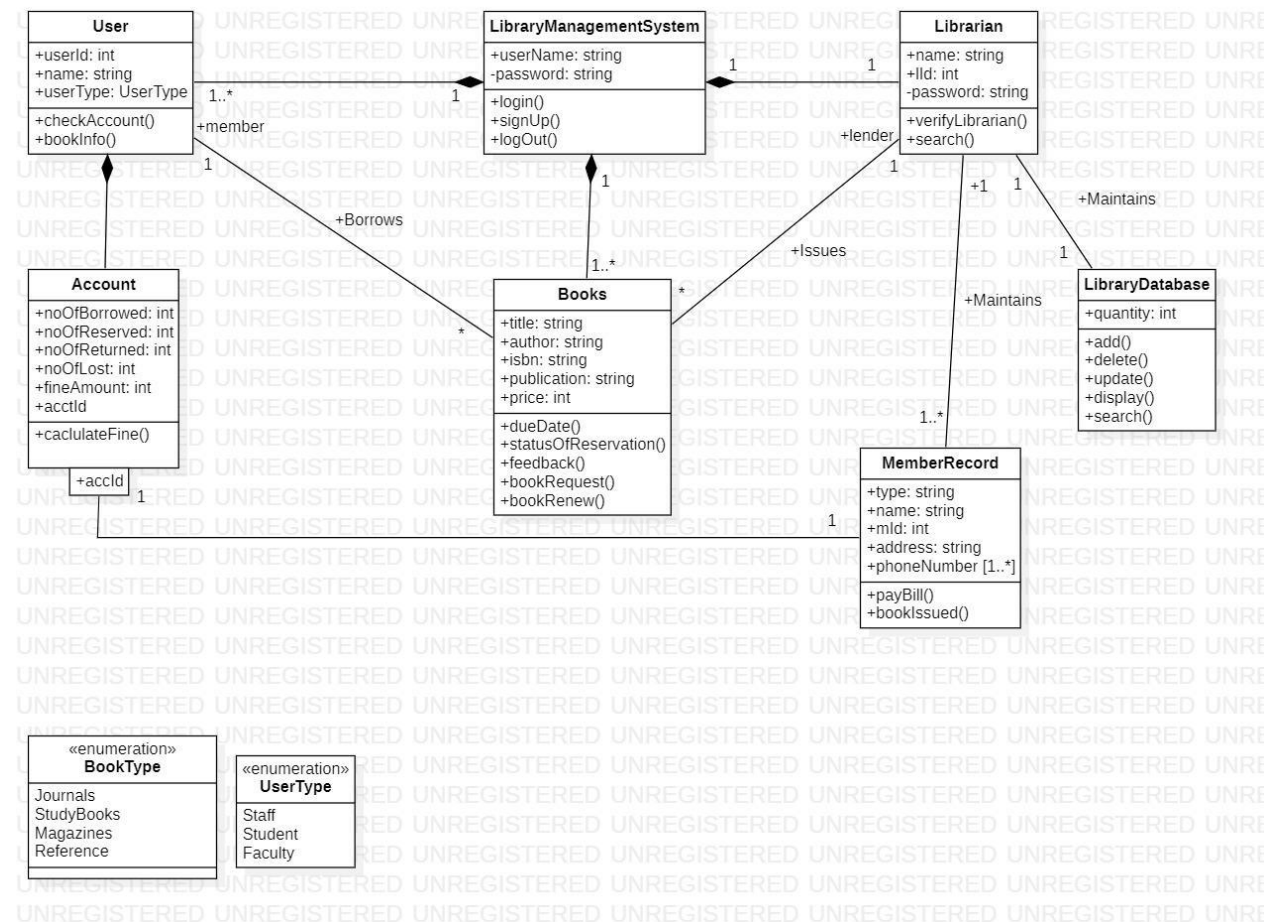 User
+userId: int
+name: string
+userType: UserType
+checkAccount()
+bookInfo()
LibraryManagementSystem
+userName: string
-password: string
+login()
+signUp()
+logOut()
Librarian
+name: string
+lId: int
-password: string
+verifyLibrarian()
+search()
1..*
1
1
1
+member
1
+Borrows
*
1
1..*
+lender
1
+Issues
*
+1
+Maintains
1..*
1
+Maintains
1
Account
+noOfBorrowed: int
+noOfReserved: int
+noOfReturned: int
+noOfLost: int
+fineAmount: int
+acctId
+caclulateFine()
+accId
1
1
Books
+title: string
+author: string
+isbn: string
+publication: string
+price: int
+dueDate()
+statusOfReservation()
+feedback()
+bookRequest()
+bookRenew()
LibraryDatabase
+quantity: int
+add()
+delete()
+update()
+display()
+search()
MemberRecord
+type: string
+name: string
+mId: int
+address: string
+phoneNumber [1..*]
+payBill()
+bookIssued()
«enumeration»
BookType
Journals
StudyBooks
Magazines
Reference
«enumeration»
UserType
Staff
Student
Faculty
UNREGISTERED